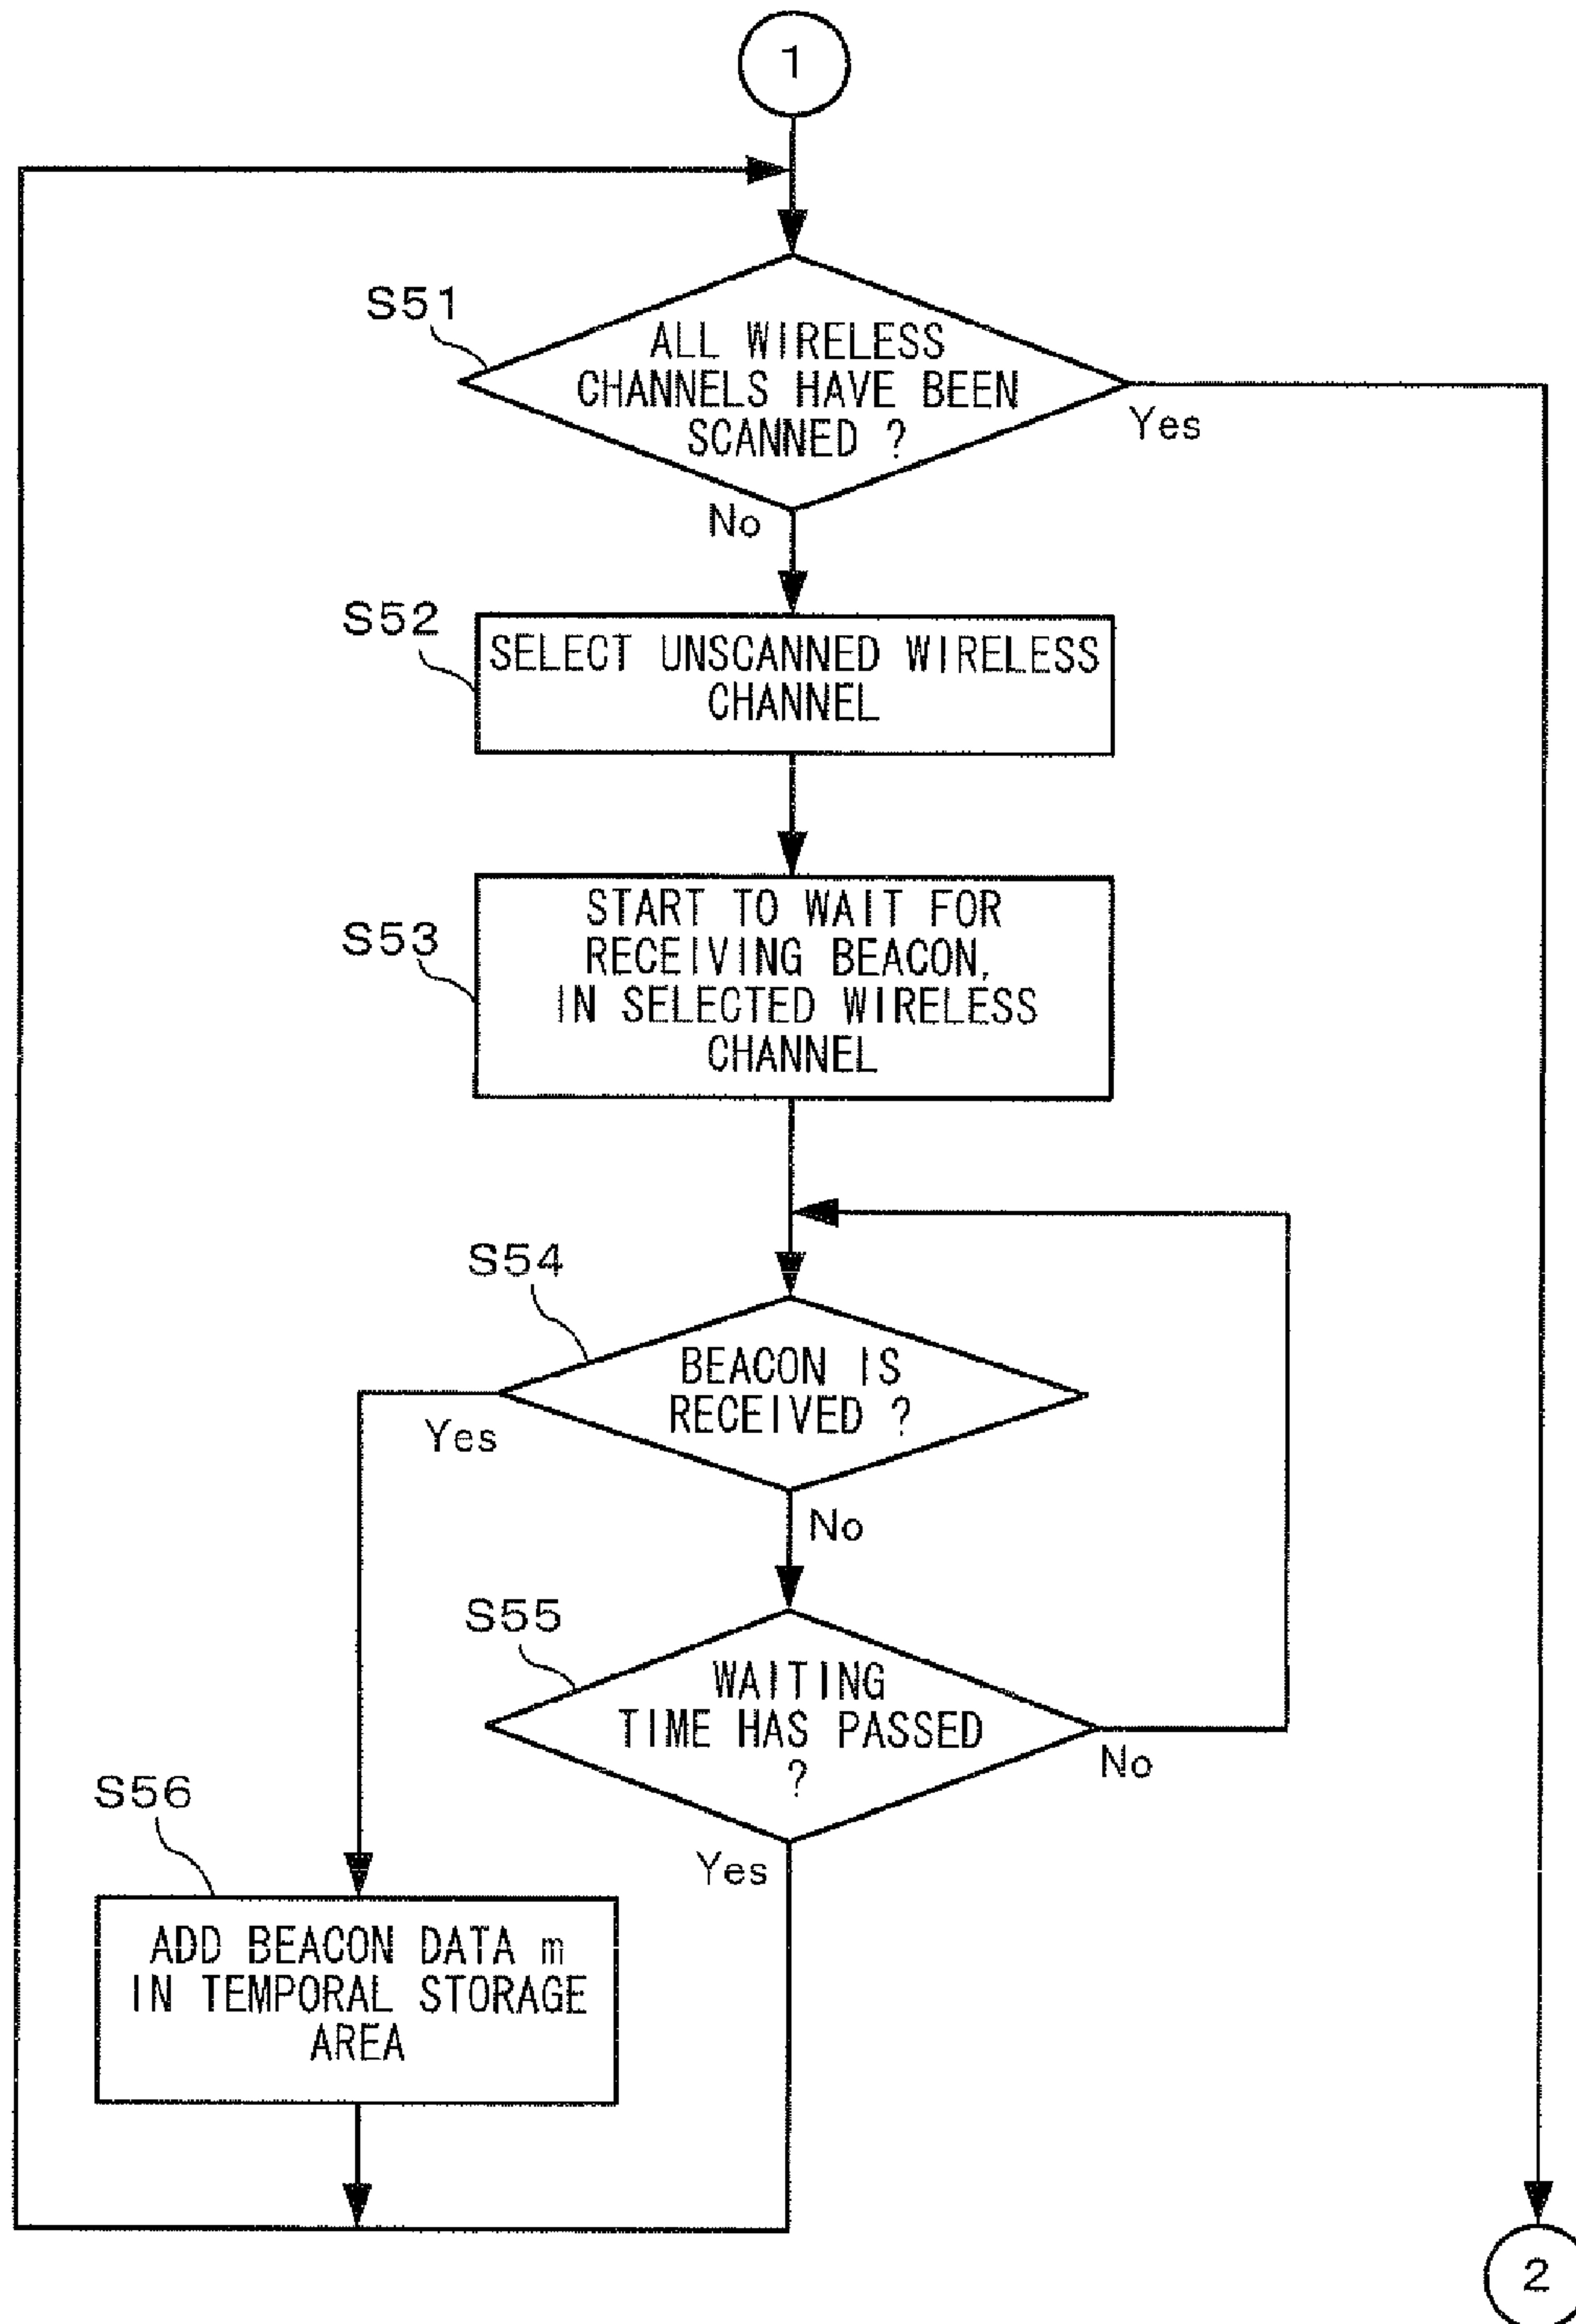 1
S51
ALL WIRELESS
CHANNELS HAVE BEEN
SCANNED ?
Yes
No
S52
SELECT UNSCANNED WIRELESS
CHANNEL
S53
START TO WAIT FOR
RECEIVING BEACON,
IN SELECTED WIRELESS
CHANNEL
S54
BEACON IS
RECEIVED ?
Yes
No
S55
WAITING
TIME HAS PASSED
?
No
Yes
S56
ADD BEACON DATA m
IN TEMPORAL STORAGE
AREA
2